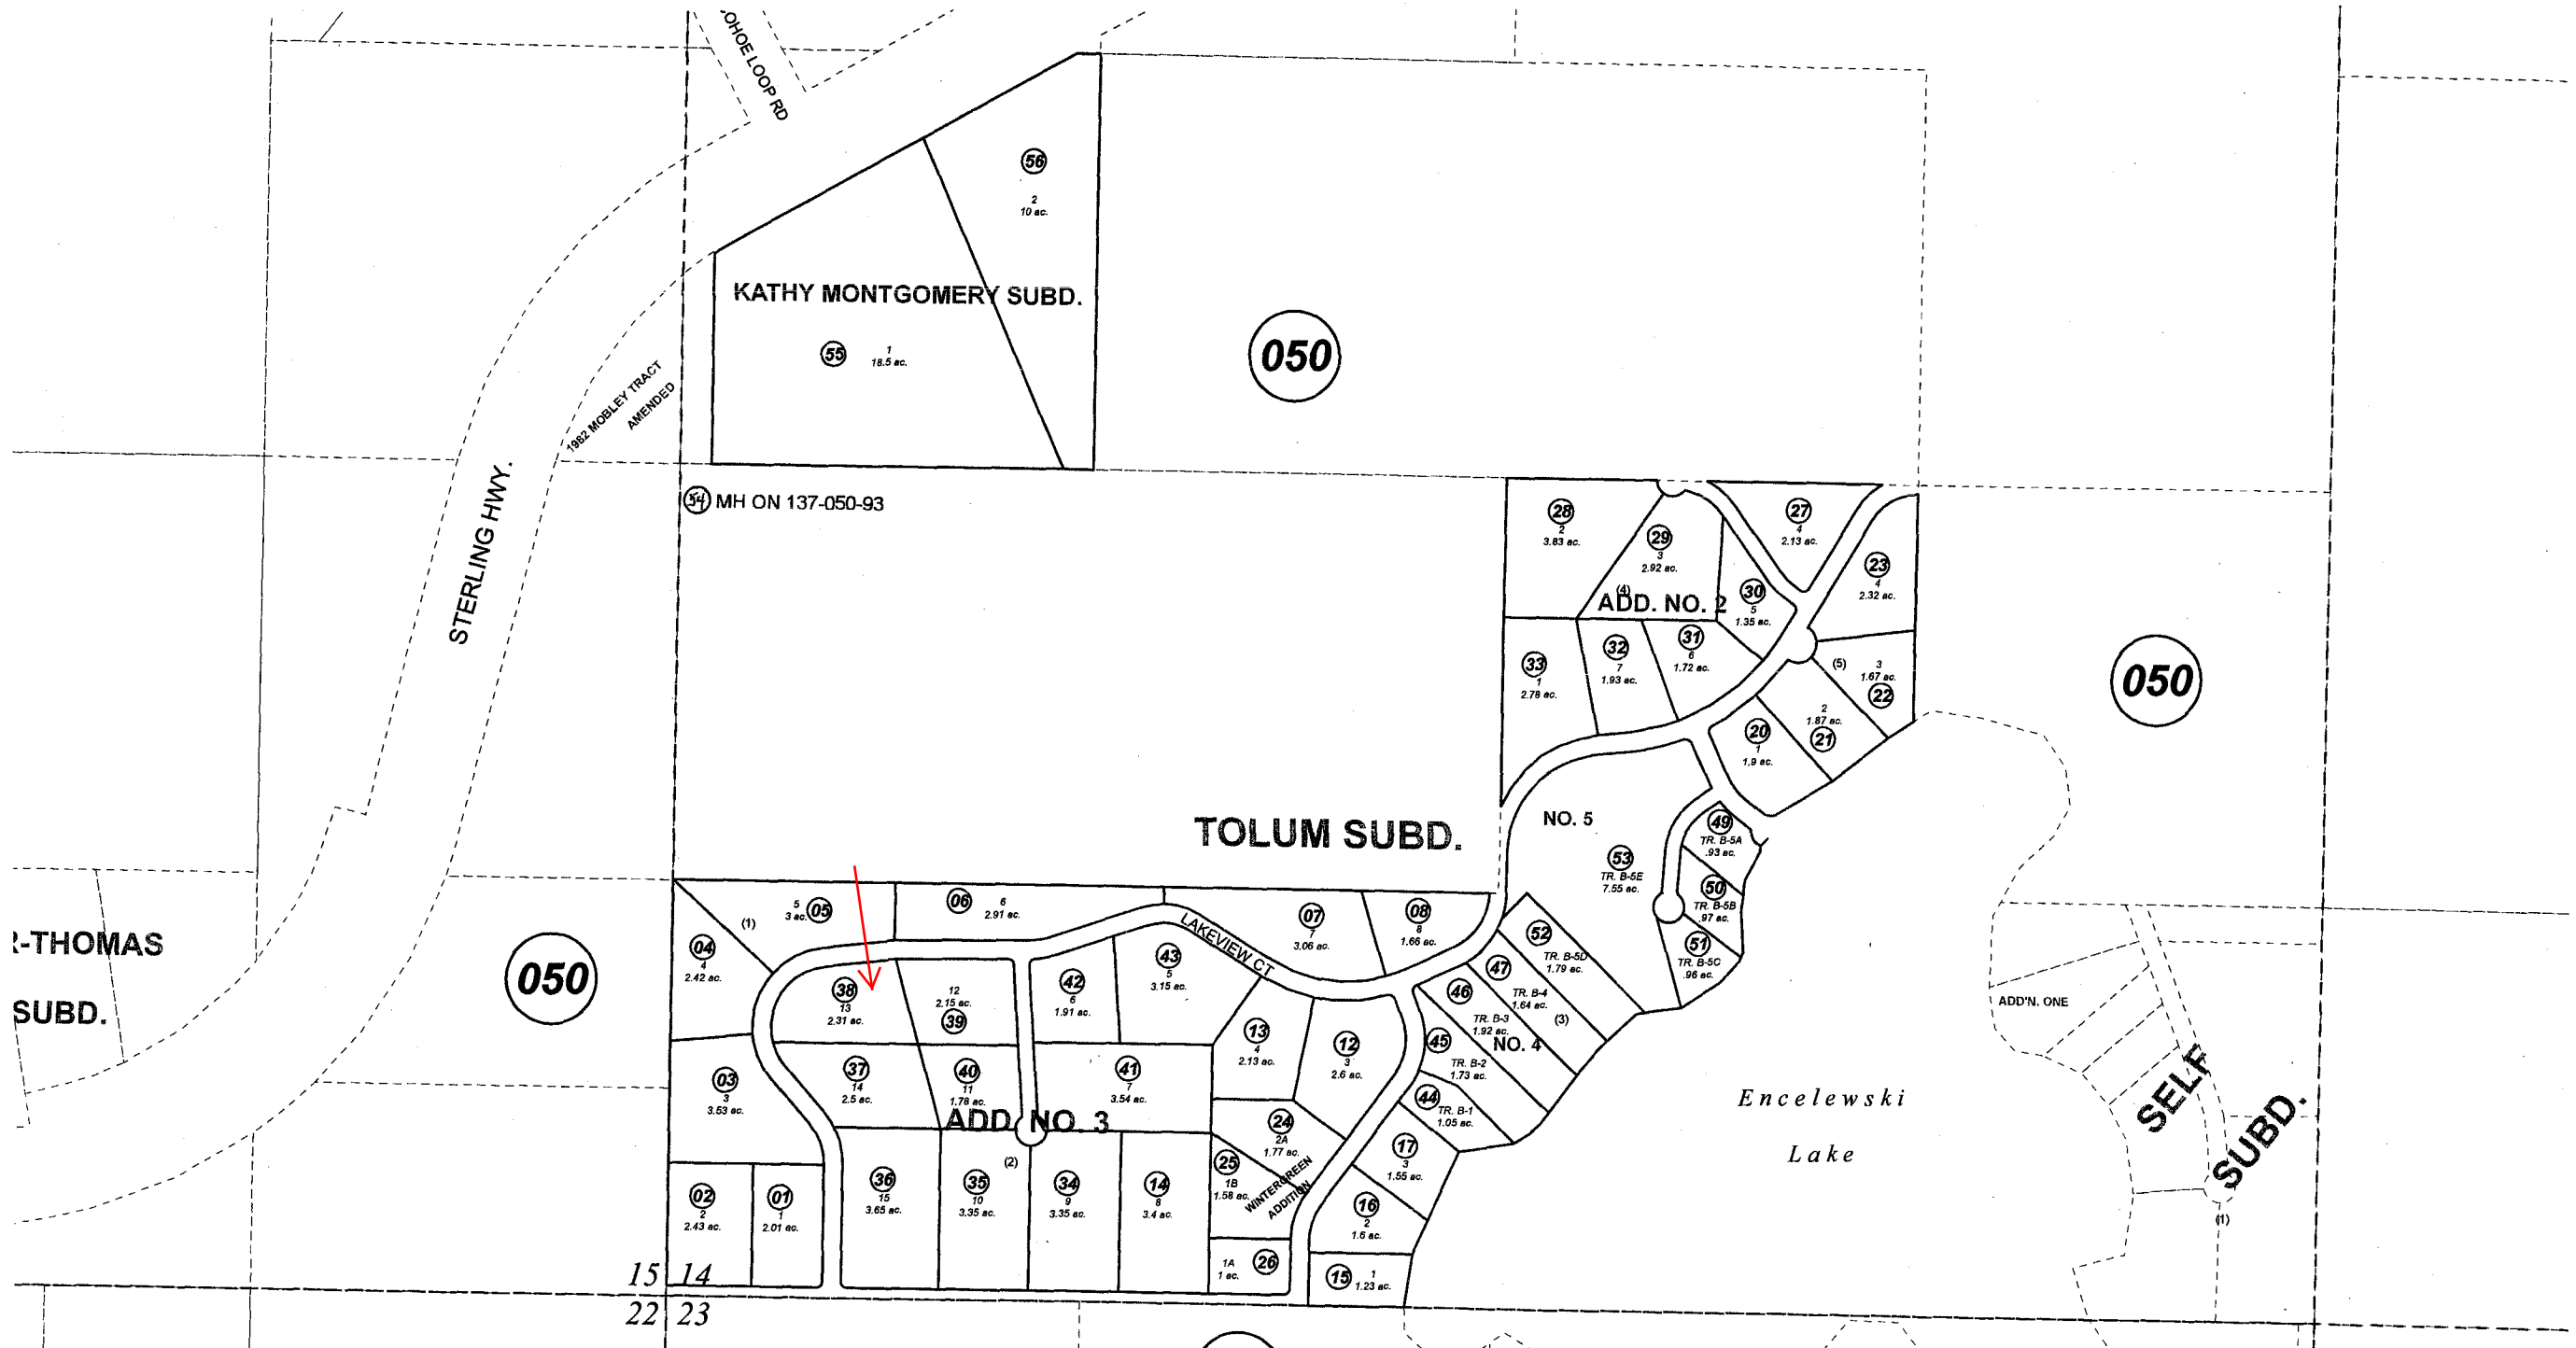 OHOE LOOP RD
56
2
10 ac.
KATHY MONTGOMERY SUBD.
55
1
18.5 ac.
050
1982 MOBLEY TRACT
AMENDED
STERLING HWY.
54 MH ON 137-050-93
28
2
3.83 ac.
29
3
2.92 ac.
27
4
2.13 ac.
23
4
2.32 ac.
(4)
ADD. NO. 2
30
5
1.35 ac.
33
1
2.78 ac.
32
7
1.93 ac.
31
6
1.72 ac.
(5)
3
1.67 ac.
22
050
2
1.87 ac.
21
20
1
1.9 ac.
TOLUM SUBD.
NO. 5
49
TR. B-5A
.93 ac.
53
TR. B-5E
7.55 ac.
50
TR. B-5B
.97 ac.
51
TR. B-5C
.96 ac.
5
3 ac.
05
06
6
2.91 ac.
07
7
3.06 ac.
08
8
1.66 ac.
(1)
LAKEVIEW CT
04
4
2.42 ac.
R-THOMAS
SUBD.
050
38
13
2.31 ac.
12
2.15 ac.
39
42
6
1.91 ac.
43
5
3.15 ac.
52
TR. B-5D
1.79 ac.
47
TR. B-4
1.64 ac.
46
TR. B-3
1.92 ac.
(3)
NO. 4
45
TR. B-2
1.73 ac.
44
TR. B-1
1.05 ac.
13
4
2.13 ac.
12
3
2.6 ac.
03
3
3.53 ac.
37
14
2.5 ac.
40
11
1.78 ac.
41
7
3.54 ac.
ADD. NO. 3
(2)
24
2A
1.77 ac.
25
1B
1.58 ac.
WINTERGREEN
ADDITION
17
3
1.55 ac.
16
2
1.6 ac.
02
2
2.43 ac.
01
1
2.01 ac.
36
15
3.65 ac.
35
10
3.35 ac.
34
9
3.35 ac.
14
8
3.4 ac.
1A
1 ac.
26
15
1
1.23 ac.
Encelewski
Lake
ADD'N. ONE
SELF
SUBD.
(1)
15 14
22 23